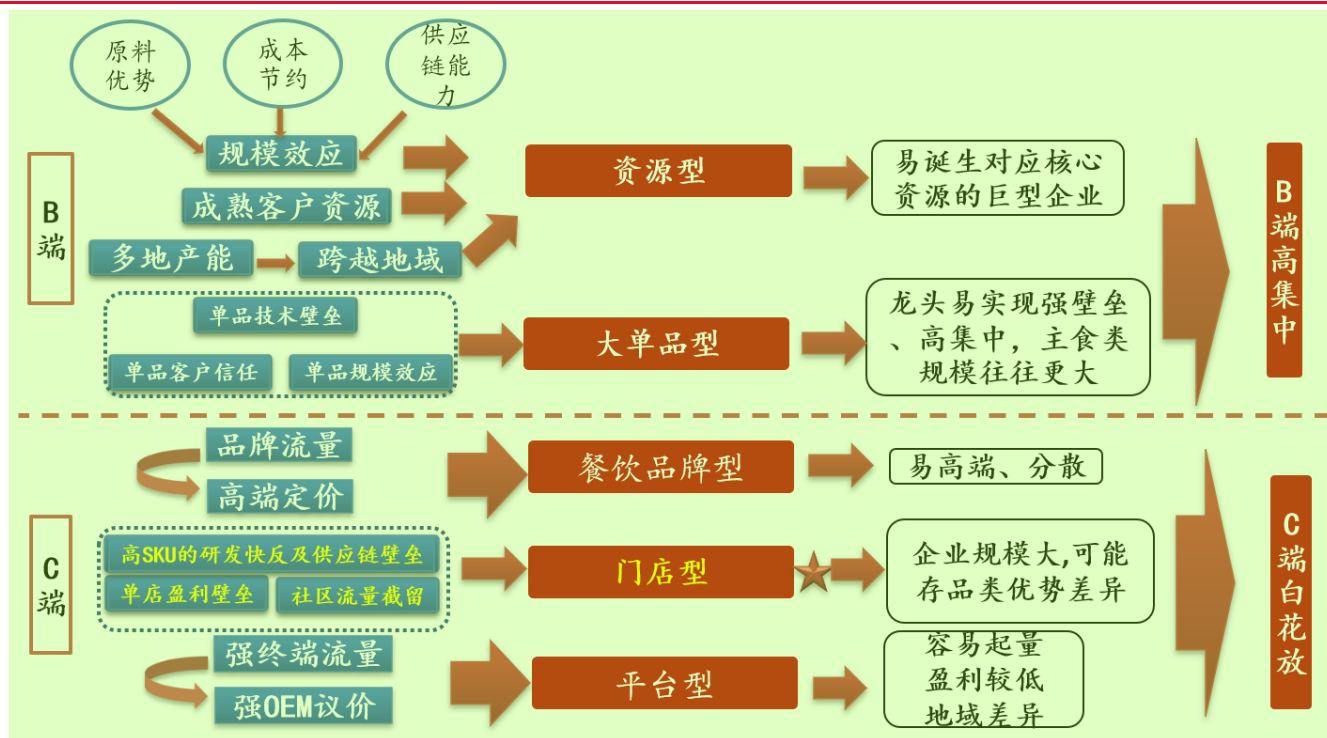 原料
优势
成本
节约
供应
链能
力
规模效应
成熟客户资源
多地产能
跨越地域
B
端
资源型
易诞生对应核心
资源的巨型企业
单品技术壁垒
单品客户信任
单品规模效应
大单品型
龙头易实现强壁垒
、高集中，主食类
规模往往更大
B
端
高
集
中
品牌流量
高端定价
餐饮品牌型
易高端、分散
C
端
高SKU的研发快反及供应链壁垒
单店盈利壁垒
社区流量截留
门店型
企业规模大,可能
存品类优势差异
强终端流量
强OEM议价
平台型
容易起量
盈利较低
地域差异
C
端
白
花
放